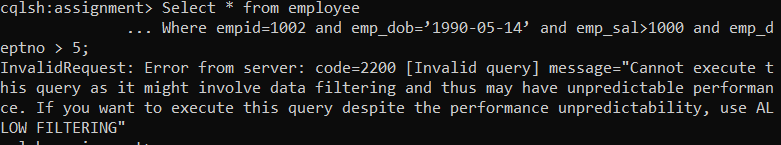 cqlsh:assignment> Select * from employee
... Where empid=1002 and emp_dob=’1990-05-14’ and emp_sal>1000 and emp_d
eptno > 5;
InvalidRequest: Error from server: code=2200 [Invalid query] message="Cannot execute t
his query as it might involve data filtering and thus may have unpredictable performan
ce. If you want to execute this query despite the performance unpredictability, use AL
LOW FILTERING"